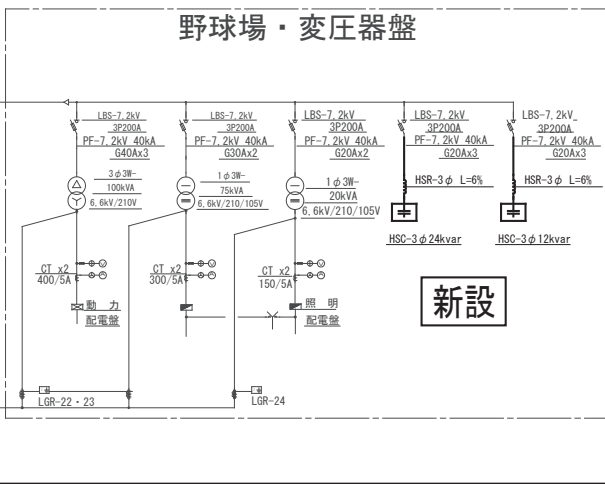 野球場・変圧器盤
LBS-7.2kV
3P200A
PF-7.2kV 40kA
G40Ax3
LBS-7.2kV
3P200A
PF-7.2kV 40kA
G30Ax2
LBS-7.2kV
3P200A
PF-7.2kV 40kA
G20Ax2
LBS-7.2kV
3P200A
PF-7.2kV 40kA
G20Ax3
LBS-7.2kV
3P200A
PF-7.2kV 40kA
G20Ax3
3φ3W-
100kVA
6.6kV/210V
1φ3W-
75kVA
6.6kV/210/105V
1φ3W-
20kVA
6.6kV/210/105V
HSR-3φ L=6%
HSR-3φ L=6%
HSC-3φ24kvar
HSC-3φ12kvar
CT x2
400/5A
CT x2
300/5A
CT x2
150/5A
新設
動 力
配電盤
照 明
配電盤
LGR-22・23
LGR-24